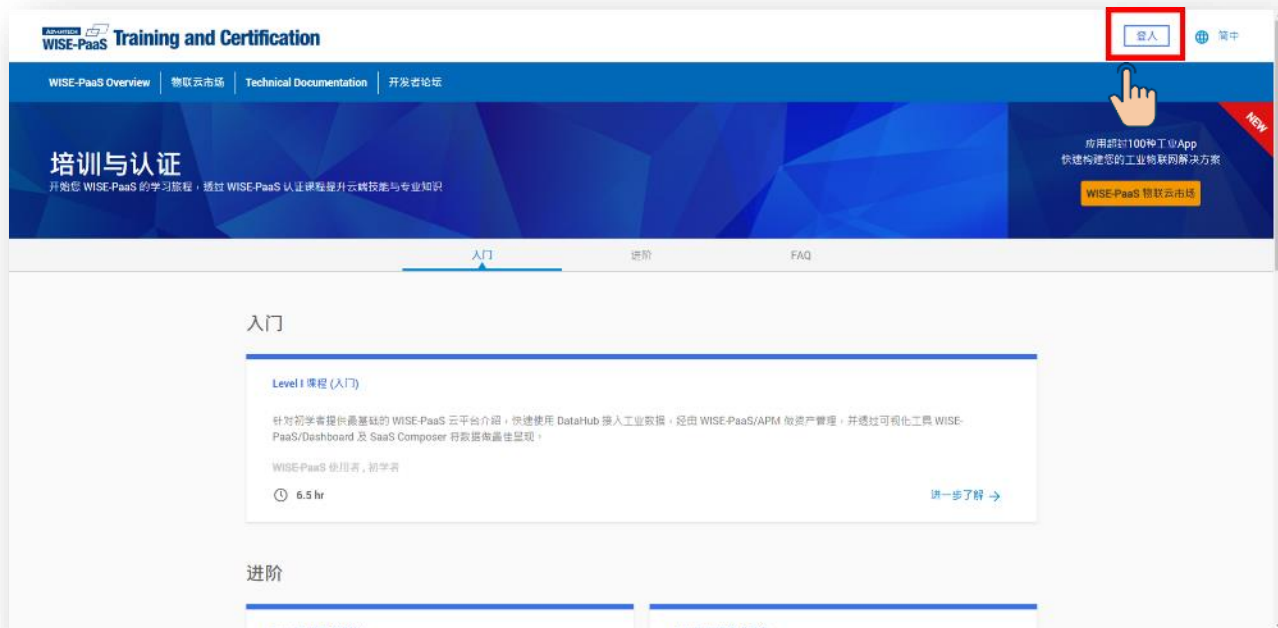 ADVANTECH
WISE-PaaS Training and Certification
登人
简中
WISE-PaaS Overview
物联云市场
Technical Documentation
开发者论坛
NEW
培训与认证
开始您 WISE-PaaS 的学习旅程，透过 WISE-PaaS 认证课程提升云端技能与专业知识
应用超过100种工业App
快速构建您的工业物联网解决方案
WISE-PaaS 物联云市场
入门
进阶
FAQ
入门
Level I 课程 (入门)
针对初学者提供最基础的 WISE-PaaS 云平台介绍，快速使用 DataHub 接入工业数据，经由 WISE-PaaS/APM 做资产管理，并透过可视化工具 WISE-
PaaS/Dashboard 及 SaaS Composer 将数据做最佳呈现。
WISE-PaaS 使用者 , 初学者
6.5 hr
进一步了解 →
进阶